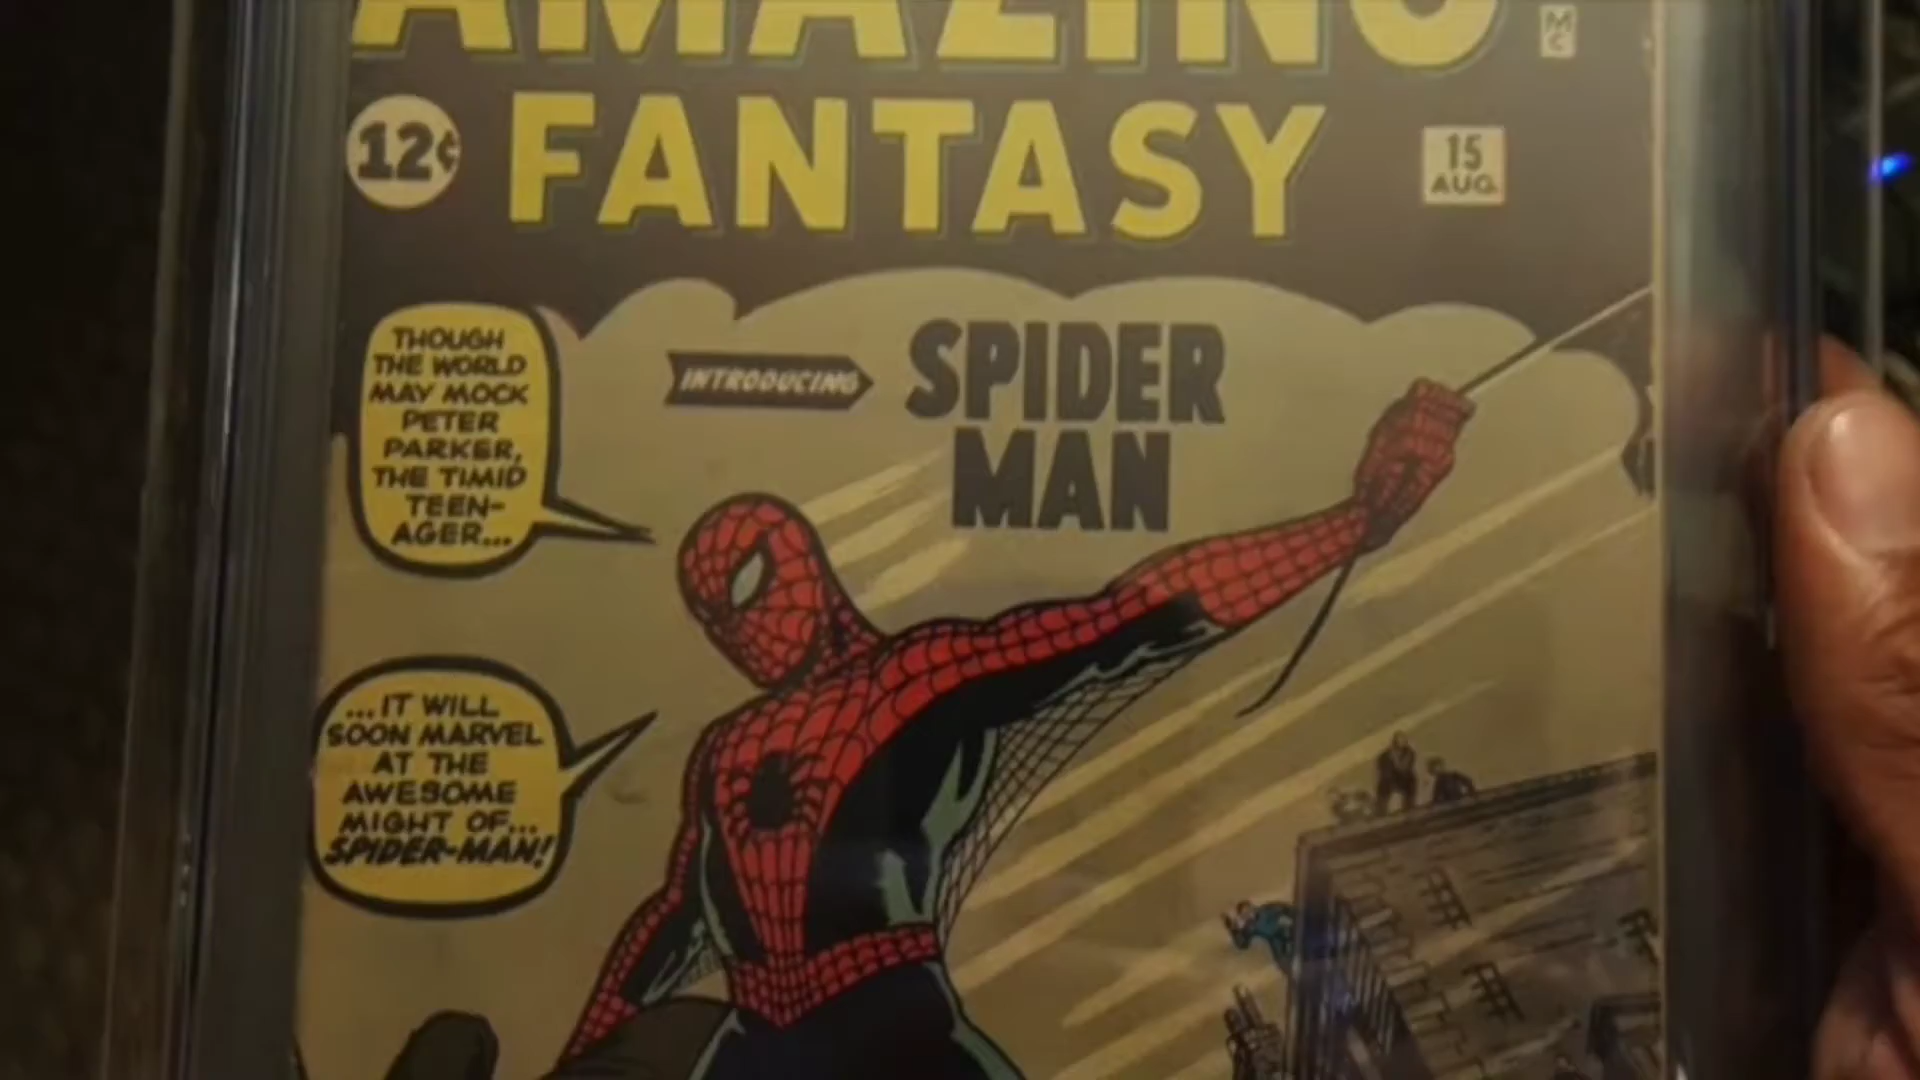 AMAZING
M
C
12¢
FANTASY
15
AUG.
THOUGH
THE WORLD
MAY MOCK
PETER
PARKER,
THE TIMID
TEEN-
AGER...
INTRODUCING
SPIDER
MAN
...IT WILL
SOON MARVEL
AT THE
AWESOME
MIGHT OF...
SPIDER-MAN!